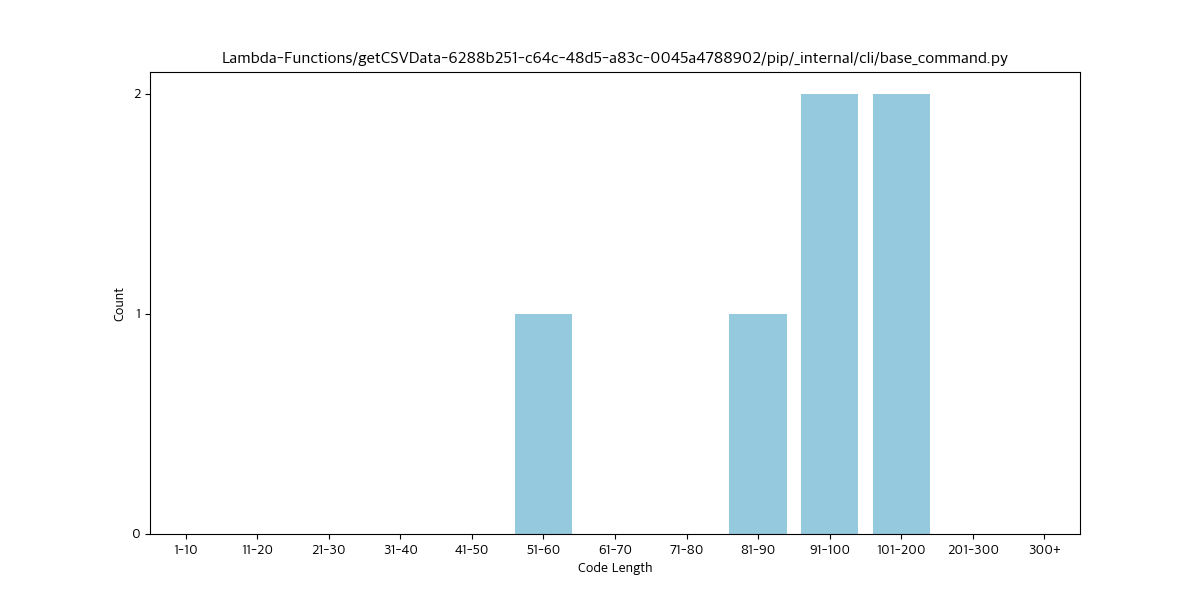 Lambda-Functions/getCSVData-6288b251-c64c-48d5-a83c-0045a4788902/pip/_internal/cli/base_command.py
2
1
0
Count
1-10 11-20 21-30 31-40 41-50 51-60 61-70 71-80 81-90 91-100 101-200 201-300 300+
Code Length